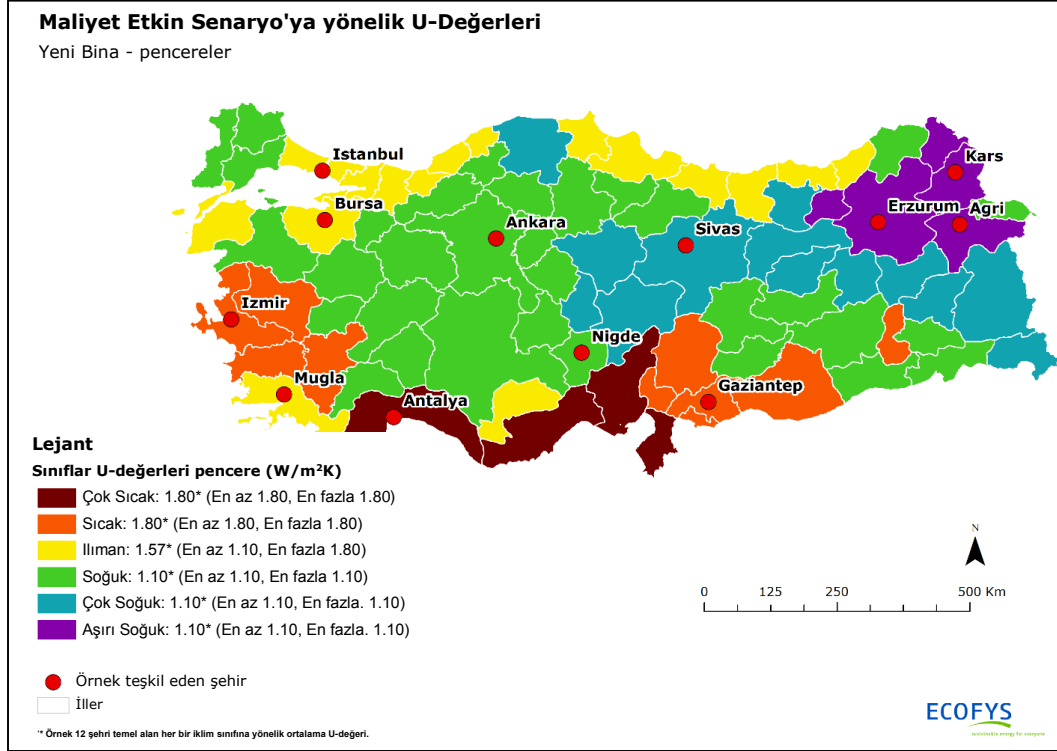 Maliyet Etkin Senaryo'ya yönelik U-Değerleri
Yeni Bina - pencereler
Istanbul
Kars
Bursa
Erzurum
Agri
Ankara
Sivas
Izmir
Nigde
Mugla
Antalya
Gaziantep
Lejant
Sınıflar U-değerleri pencere (W/m²K)
Çok Sıcak: 1.80* (En az 1.80, En fazla 1.80)
Sıcak: 1.80* (En az 1.80, En fazla 1.80)
Ilıman: 1.57* (En az 1.10, En fazla 1.80)
Soğuk: 1.10* (En az 1.10, En fazla 1.10)
Çok Soğuk: 1.10* (En az 1.10, En fazla. 1.10)
Aşırı Soğuk: 1.10* (En az 1.10, En fazla. 1.10)
Örnek teşkil eden şehir
İller
'* Örnek 12 şehri temel alan her bir iklim sınıfına yönelik ortalama U-değeri.
N
0 125 250 500 Km
ECOFYS
sustainable energy for everyone